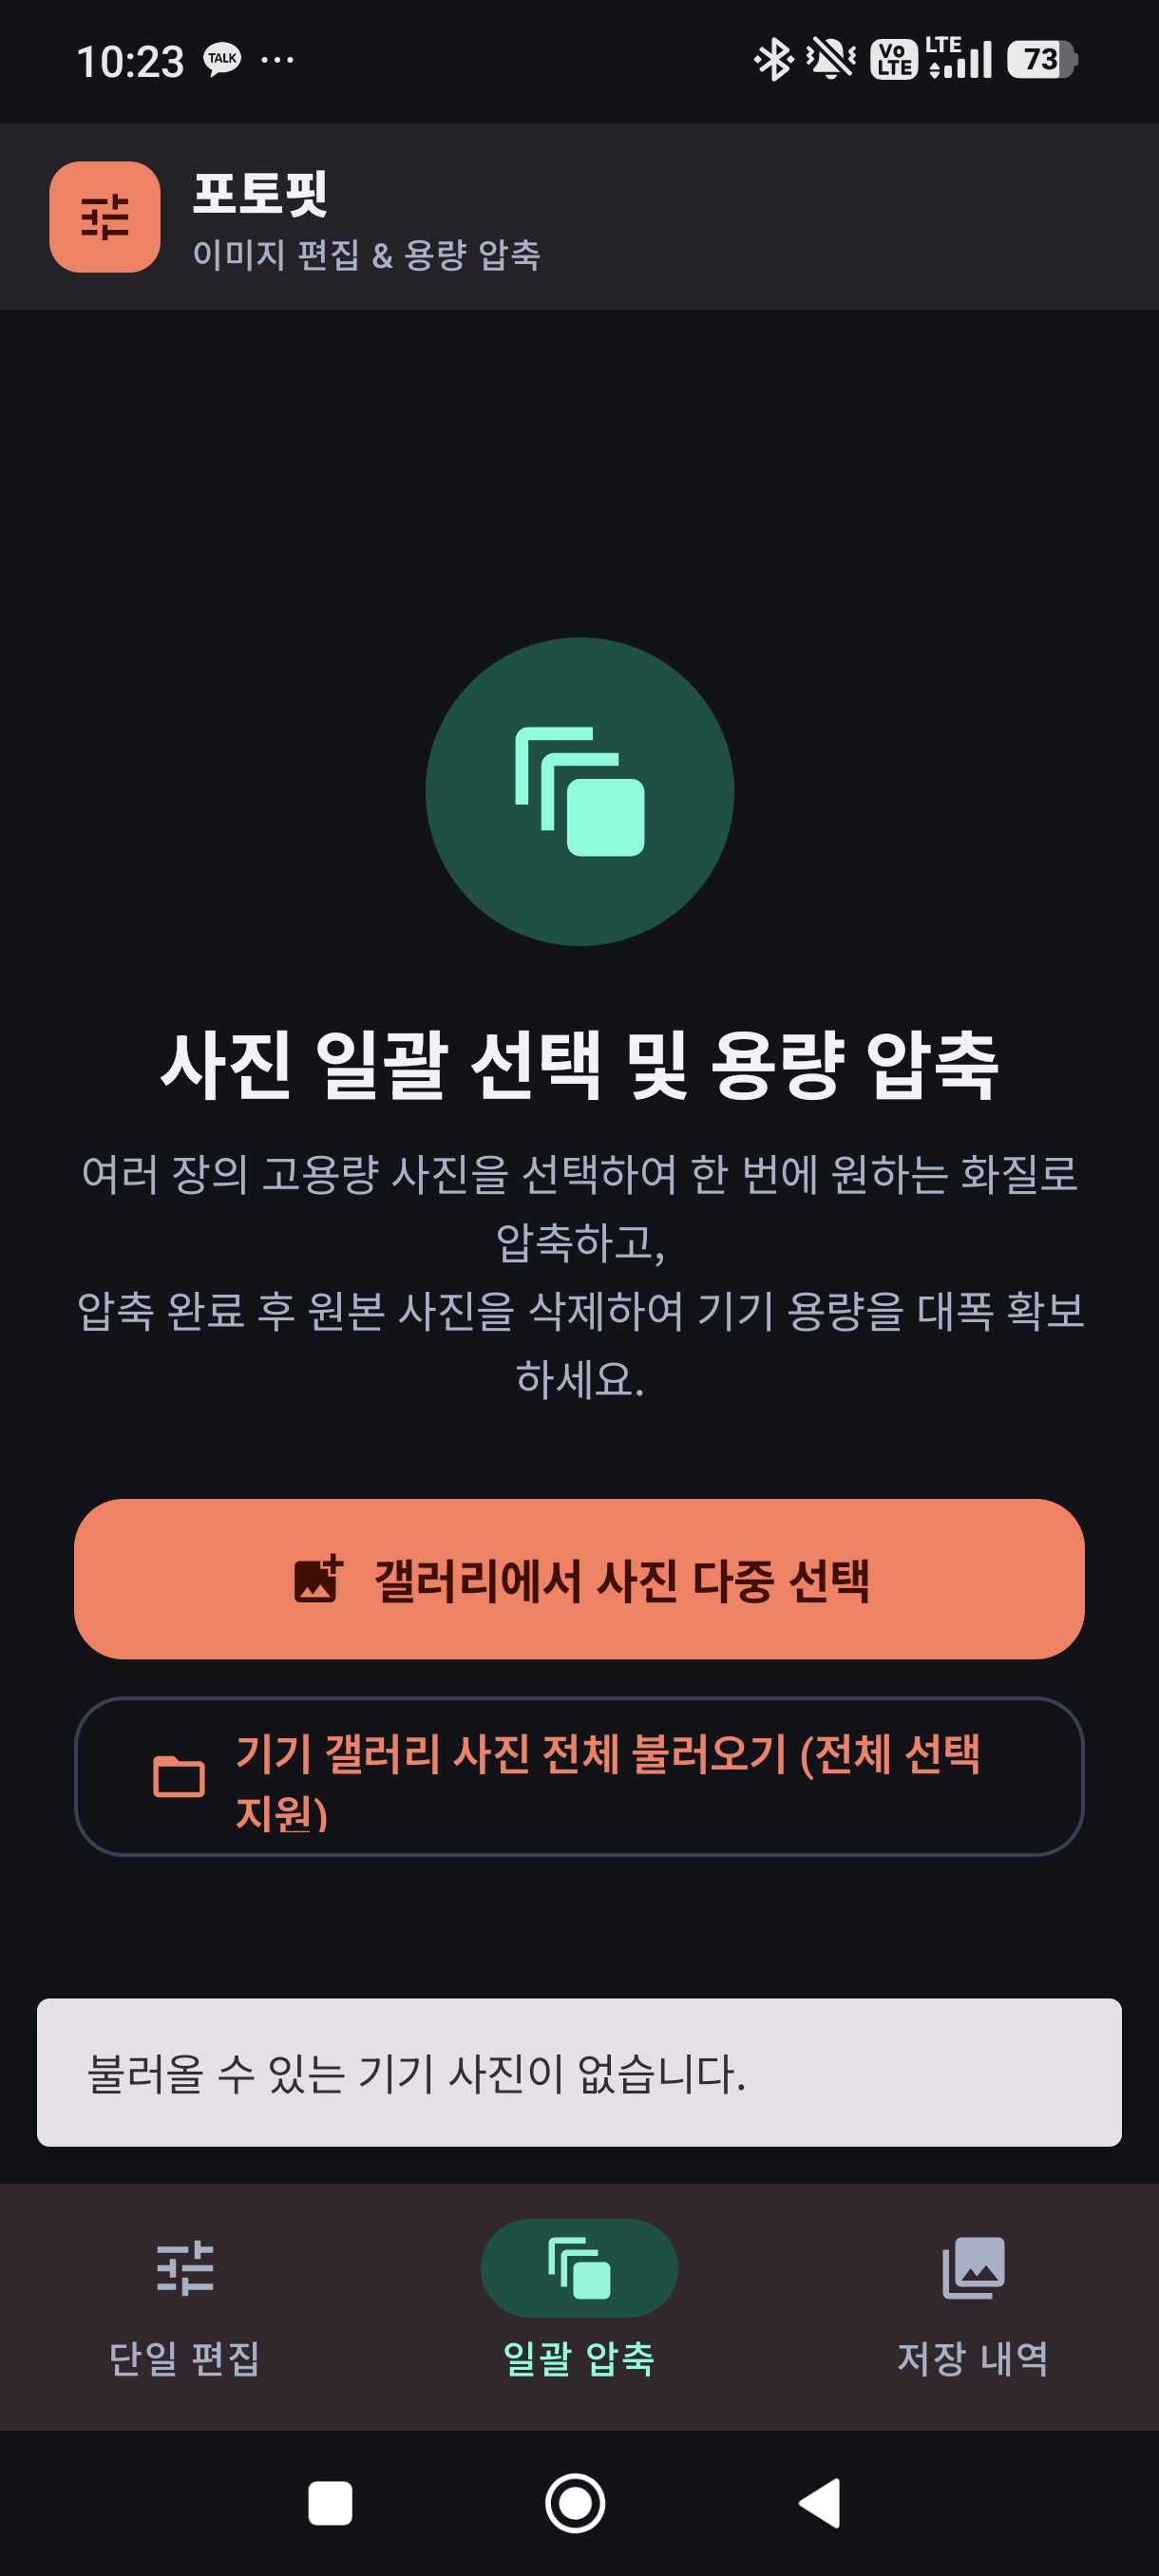 10:23 TALK ... Vo LTE LTE 73
포토핏
이미지 편집 & 용량 압축
사진 일괄 선택 및 용량 압축
여러 장의 고용량 사진을 선택하여 한 번에 원하는 화질로
압축하고,
압축 완료 후 원본 사진을 삭제하여 기기 용량을 대폭 확보
하세요.
갤러리에서 사진 다중 선택
기기 갤러리 사진 전체 불러오기 (전체 선택
지원)
불러올 수 있는 기기 사진이 없습니다.
단일 편집
일괄 압축
저장 내역